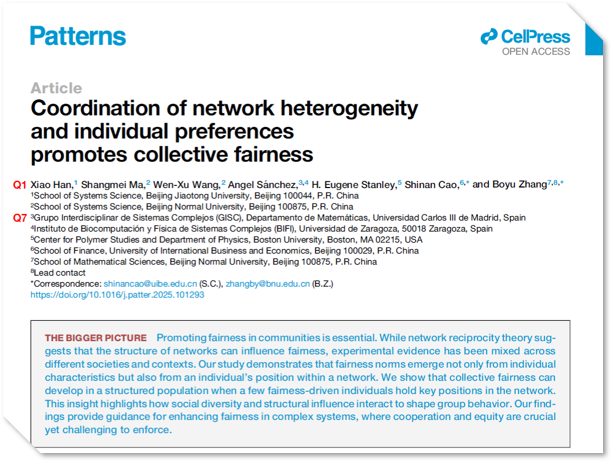 Patterns
CellPress
OPEN ACCESS
Article
Coordination of network heterogeneity
and individual preferences
promotes collective fairness
Q1 Xiao Han,1 Shangmei Ma,2 Wen-Xu Wang,2 Angel Sánchez,3,4 H. Eugene Stanley,5 Shinan Cao,6,* and Boyu Zhang7,8,*
1School of Systems Science, Beijing Jiaotong University, Beijing 100044, P.R. China
2School of Systems Science, Beijing Normal University, Beijing 100875, P.R. China
Q7 3Grupo Interdisciplinar de Sistemas Complejos (GISC), Departamento de Matemáticas, Universidad Carlos III de Madrid, Spain
4Instituto de Biocomputación y Física de Sistemas Complejos (BIFI), Universidad de Zaragoza, 50018 Zaragoza, Spain
5Center for Polymer Studies and Department of Physics, Boston University, Boston, MA 02215, USA
6School of Finance, University of International Business and Economics, Beijing 100029, P.R. China
7School of Mathematical Sciences, Beijing Normal University, Beijing 100875, P.R. China
8Lead contact
*Correspondence: shinancao@uibe.edu.cn (S.C.), zhangby@bnu.edu.cn (B.Z.)
https://doi.org/10.1016/j.patter.2025.101293
THE BIGGER PICTURE Promoting fairness in communities is essential. While network reciprocity theory sug-
gests that the structure of networks can influence fairness, experimental evidence has been mixed across
different societies and contexts. Our study demonstrates that fairness norms emerge not only from individual
characteristics but also from an individual's position within a network. We show that collective fairness can
develop in a structured population when a few fairness-driven individuals hold key positions in the network.
This insight highlights how social diversity and structural influence interact to shape group behavior. Our find-
ings provide guidance for enhancing fairness in complex systems, where cooperation and equity are crucial
yet challenging to enforce.